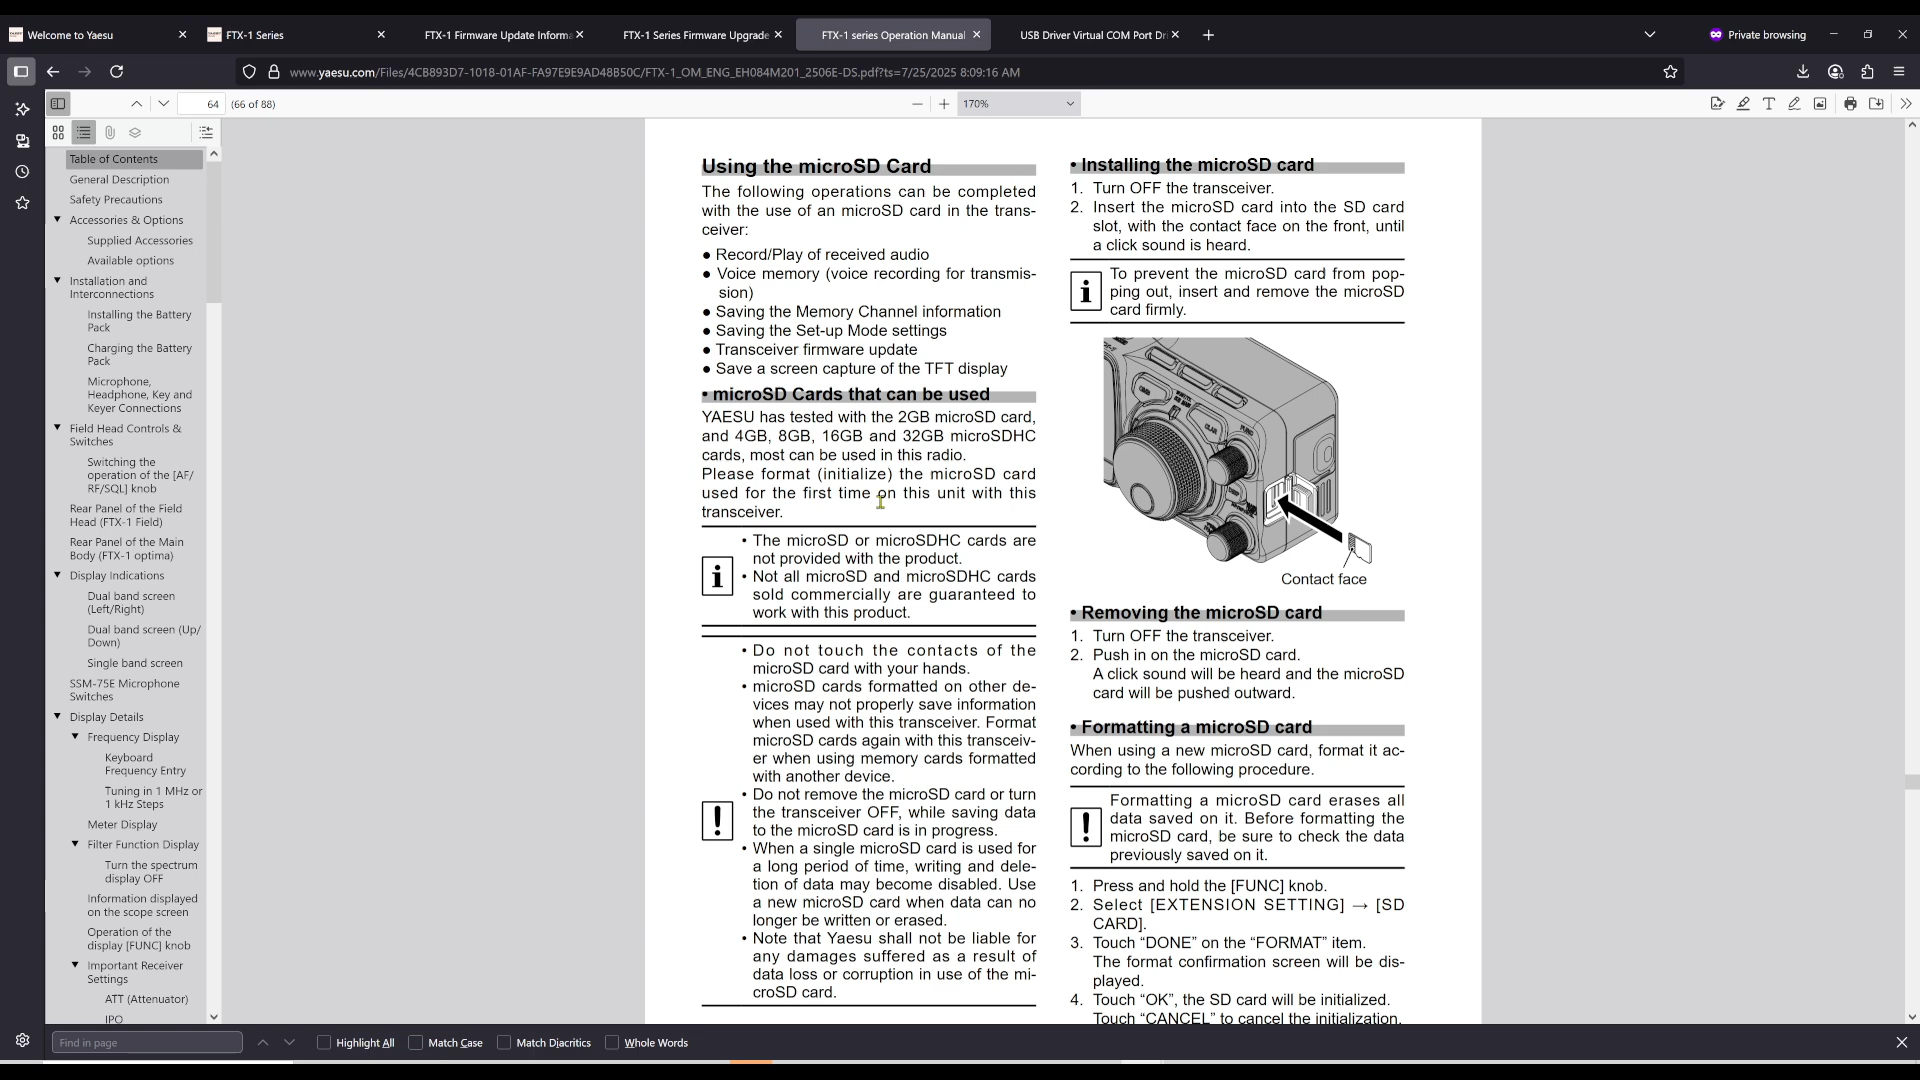 Welcome to Yaesu
FTX-1 Series
FTX-1 Firmware Update Informa
FTX-1 Series Firmware Upgrade
FTX-1 series Operation Manual
USB Driver Virtual COM Port Dr
Private browsing
www.yaesu.com/Files/4CB893D7-1018-01AF-FA97E9E9AD48B50C/FTX-1_OM_ENG_EH084M201_2506E-DS.pdf?ts=7/25/2025 8:09:16 AM
64
(66 of 88)
170%
Table of Contents
General Description
Safety Precautions
Accessories & Options
Supplied Accessories
Available options
Installation and
Interconnections
Installing the Battery
Pack
Charging the Battery
Pack
Microphone,
Headphone, Key and
Keyer Connections
Field Head Controls &
Switches
Switching the
operation of the [AF/
RF/SQL] knob
Rear Panel of the Field
Head (FTX-1 Field)
Rear Panel of the Main
Body (FTX-1 optima)
Display Indications
Dual band screen
(Left/Right)
Dual band screen (Up/
Down)
Single band screen
SSM-75E Microphone
Switches
Display Details
Frequency Display
Keyboard
Frequency Entry
Tuning in 1 MHz or
1 kHz Steps
Meter Display
Filter Function Display
Turn the spectrum
display OFF
Information displayed
on the scope screen
Operation of the
display [FUNC] knob
Important Receiver
Settings
ATT (Attenuator)
IPO
Using the microSD Card
The following operations can be completed
with the use of an microSD card in the trans-
ceiver:
● Record/Play of received audio
● Voice memory (voice recording for transmis-
sion)
● Saving the Memory Channel information
● Saving the Set-up Mode settings
● Transceiver firmware update
● Save a screen capture of the TFT display
• microSD Cards that can be used
YAESU has tested with the 2GB microSD card,
and 4GB, 8GB, 16GB and 32GB microSDHC
cards, most can be used in this radio.
Please format (initialize) the microSD card
used for the first time on this unit with this
transceiver.
• The microSD or microSDHC cards are
not provided with the product.
• Not all microSD and microSDHC cards
sold commercially are guaranteed to
work with this product.
• Do not touch the contacts of the
microSD card with your hands.
• microSD cards formatted on other de-
vices may not properly save information
when used with this transceiver. Format
microSD cards again with this transceiv-
er when using memory cards formatted
with another device.
• Do not remove the microSD card or turn
the transceiver OFF, while saving data
to the microSD card is in progress.
• When a single microSD card is used for
a long period of time, writing and dele-
tion of data may become disabled. Use
a new microSD card when data can no
longer be written or erased.
• Note that Yaesu shall not be liable for
any damages suffered as a result of
data loss or corruption in use of the mi-
croSD card.
• Installing the microSD card
1. Turn OFF the transceiver.
2. Insert the microSD card into the SD card
slot, with the contact face on the front, until
a click sound is heard.
To prevent the microSD card from pop-
ping out, insert and remove the microSD
card firmly.
CLAR
FUNC
Contact face
• Removing the microSD card
1. Turn OFF the transceiver.
2. Push in on the microSD card.
A click sound will be heard and the microSD
card will be pushed outward.
• Formatting a microSD card
When using a new microSD card, format it ac-
cording to the following procedure.
Formatting a microSD card erases all
data saved on it. Before formatting the
microSD card, be sure to check the data
previously saved on it.
1. Press and hold the [FUNC] knob.
2. Select [EXTENSION SETTING] → [SD
CARD].
3. Touch “DONE” on the “FORMAT” item.
The format confirmation screen will be dis-
played.
4. Touch “OK”, the SD card will be initialized.
Touch “CANCEL” to cancel the initialization.
Find in page
Highlight All
Match Case
Match Diacritics
Whole Words